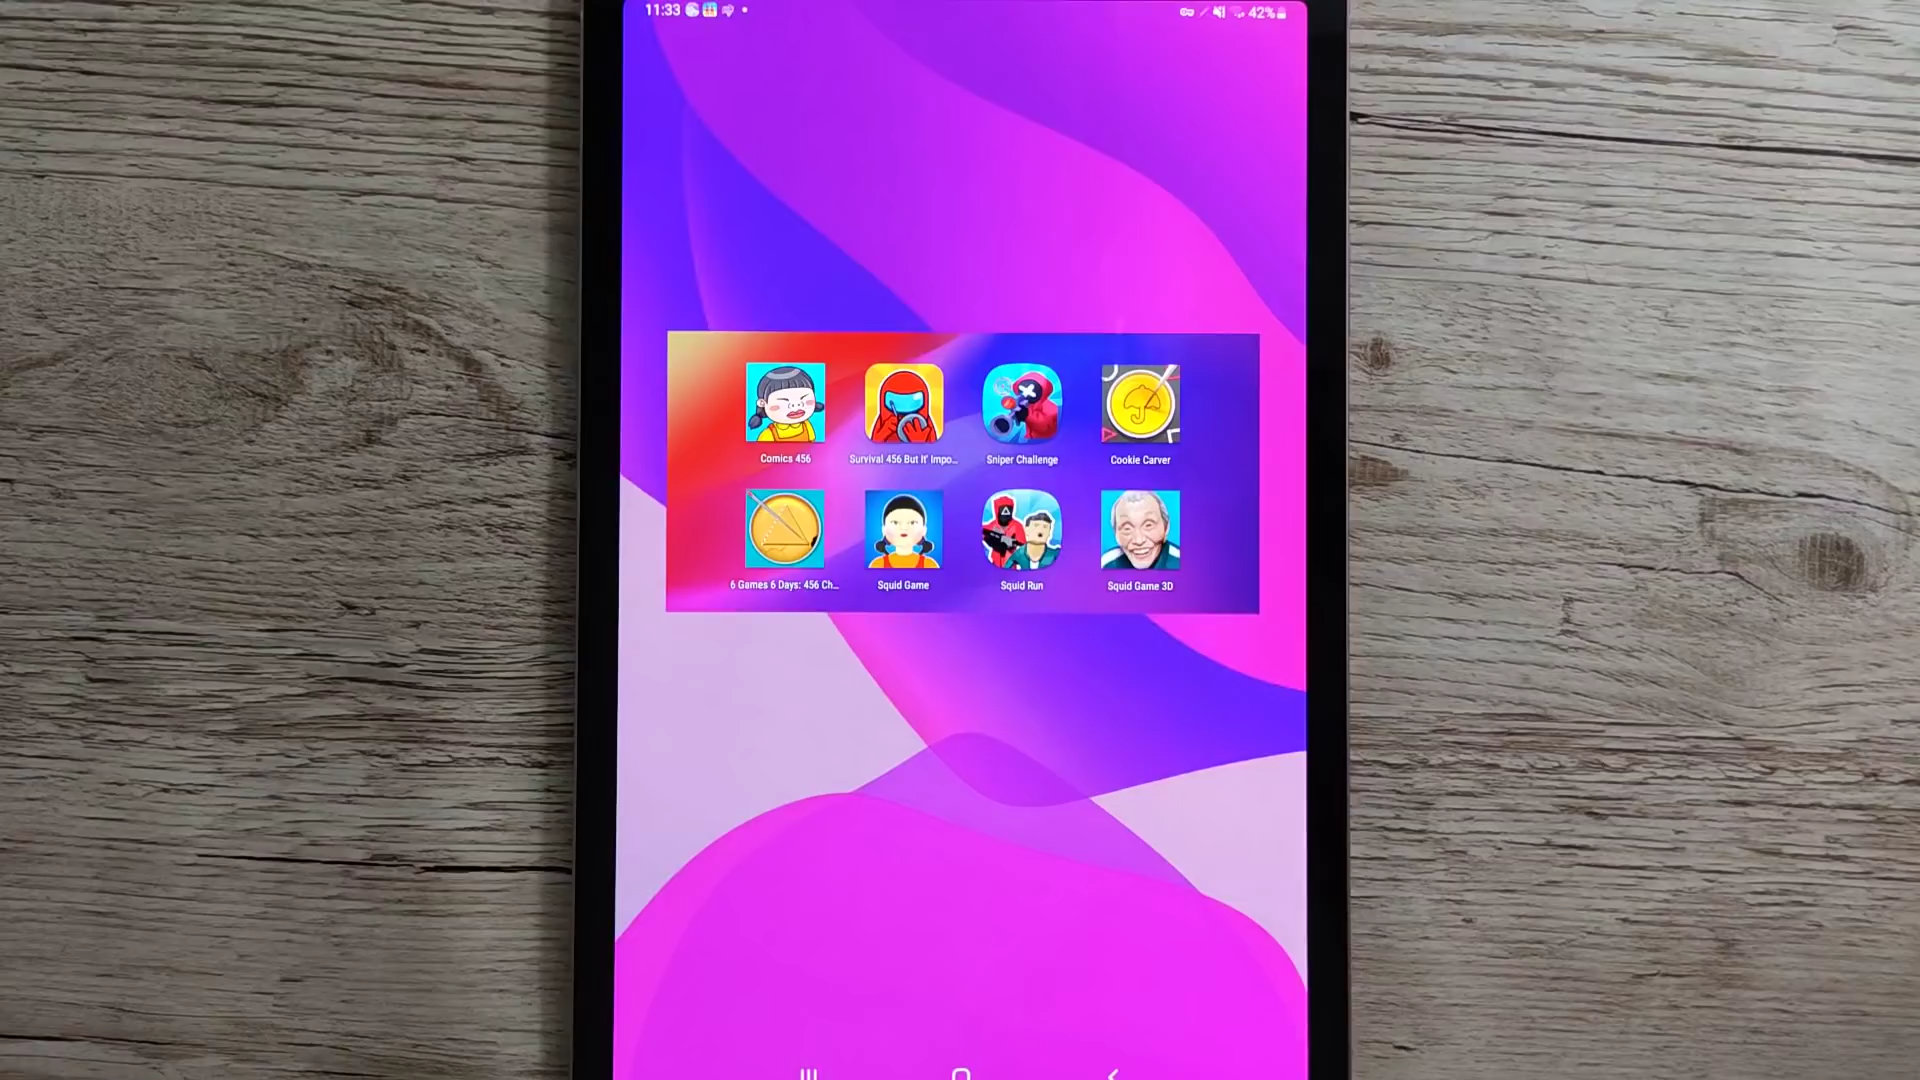 11:33
42%
Comics 456
Survival 456 But It' Impo...
Sniper Challenge
Cookie Carver
6 Games 6 Days: 456 Ch...
Squid Game
Squid Run
Squid Game 3D